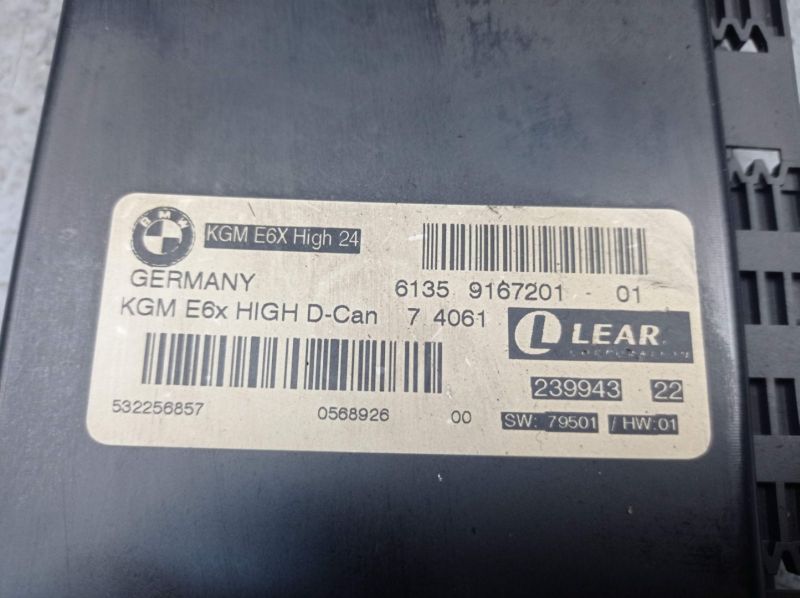 BMW
KGM E6X High 24
GERMANY
6135 9167201 - 01
KGM E6x HIGH D-Can 7 4061
LEAR
CORPORATION
239943 22
532256857 0568926 00
SW: 79501 / HW:01